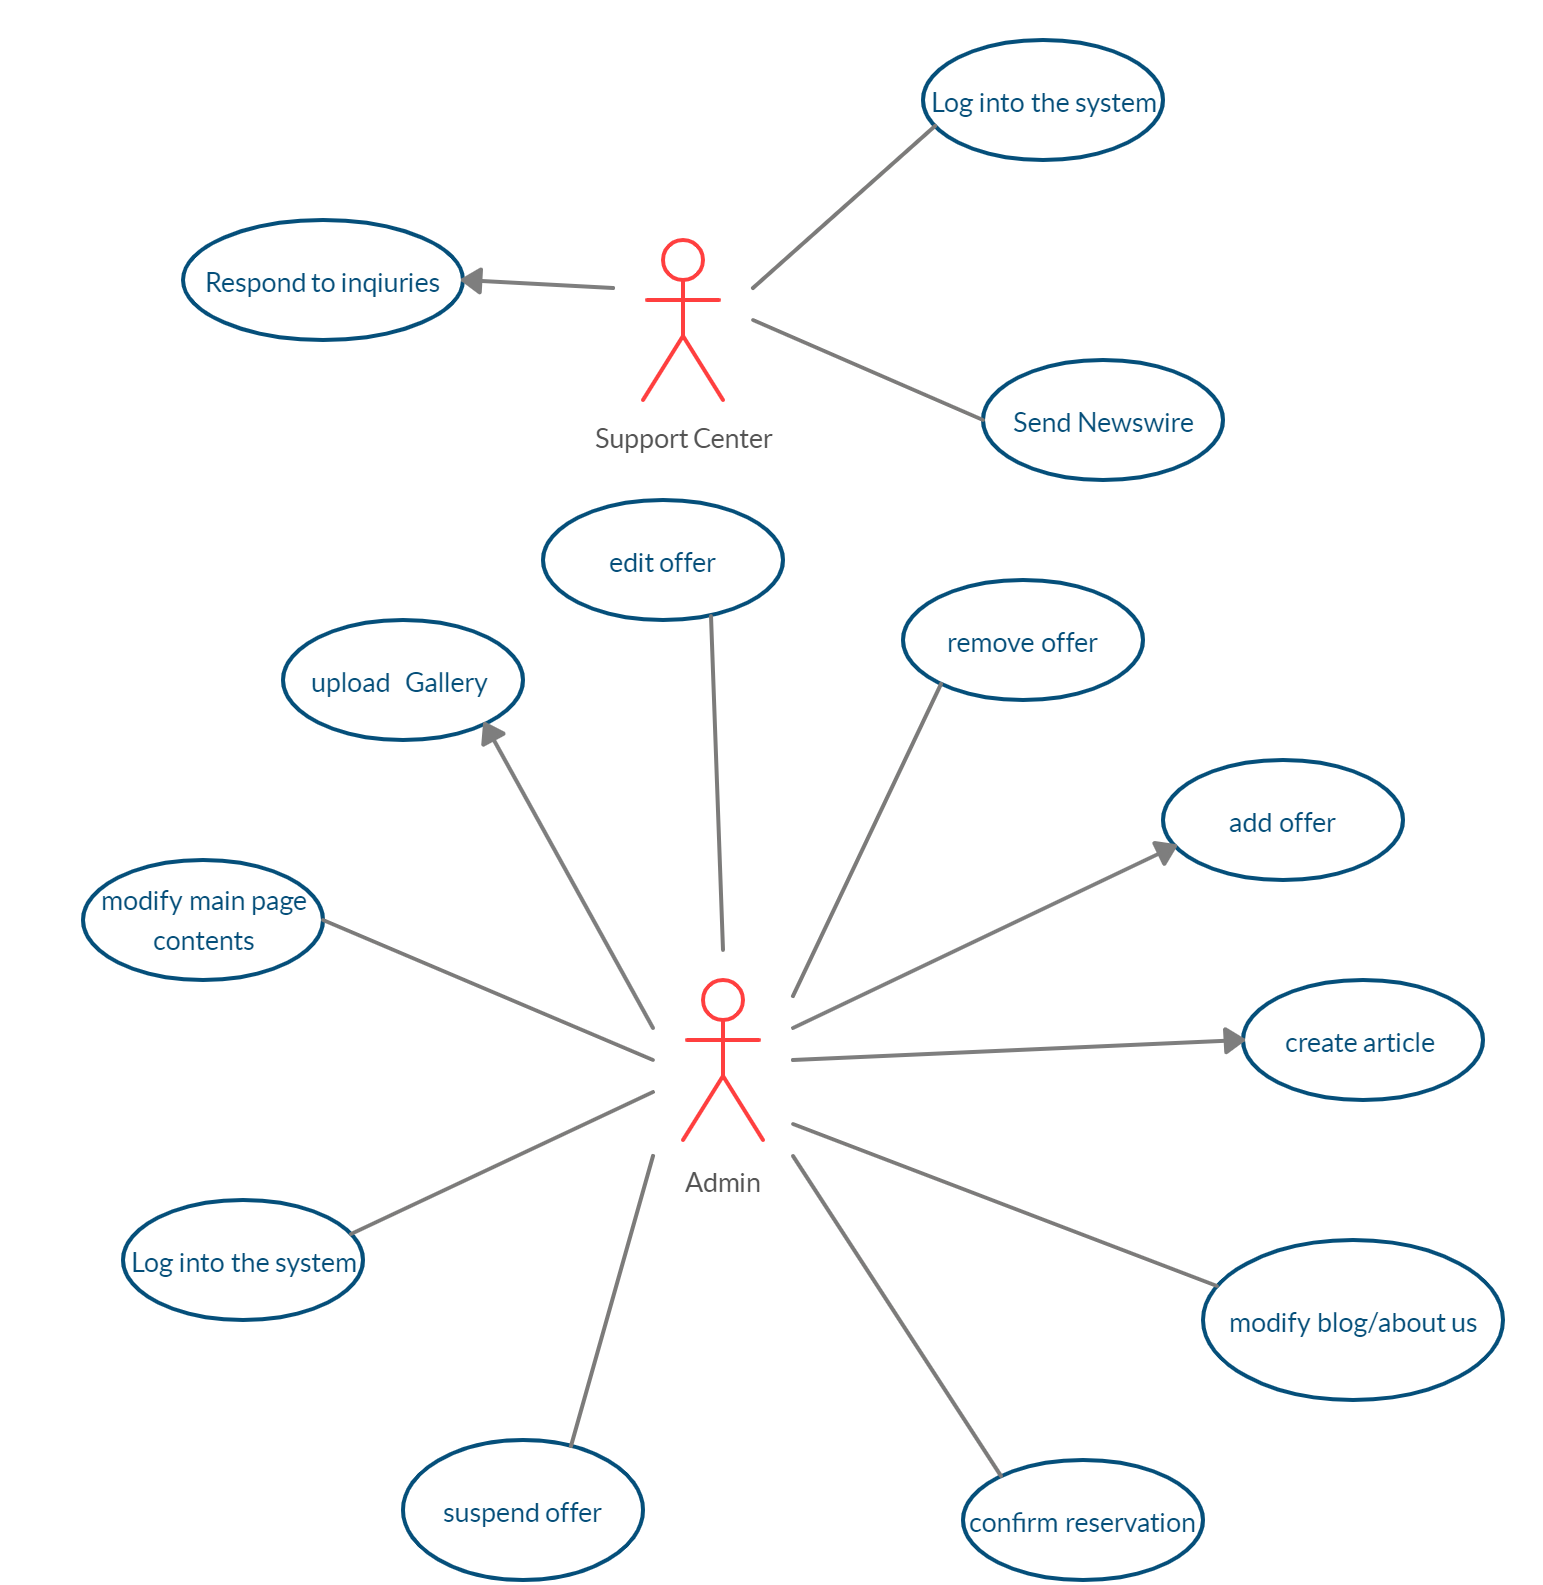 Log into the system
Respond to inqiuries
Send Newswire
Support Center
edit offer
remove offer
upload Gallery
add offer
modify main page
contents
create article
Admin
Log into the system
modify blog/about us
suspend offer
confirm reservation